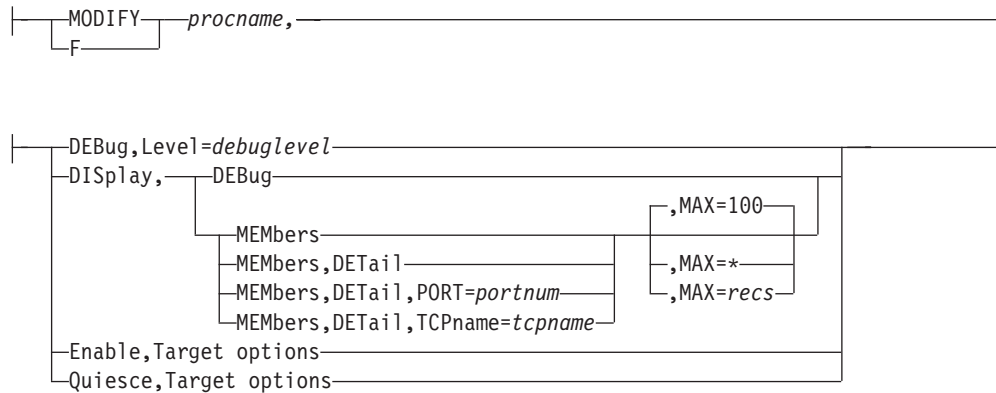 MODIFY procname,
F
DEBug,Level=debuglevel
DISplay, DEBug
,MAX=100
MEMbers
MEMbers,DETail ,MAX=*
MEMbers,DETail,PORT=portnum ,MAX=recs
MEMbers,DETail,TCPname=tcpname
Enable,Target options
Quiesce,Target options